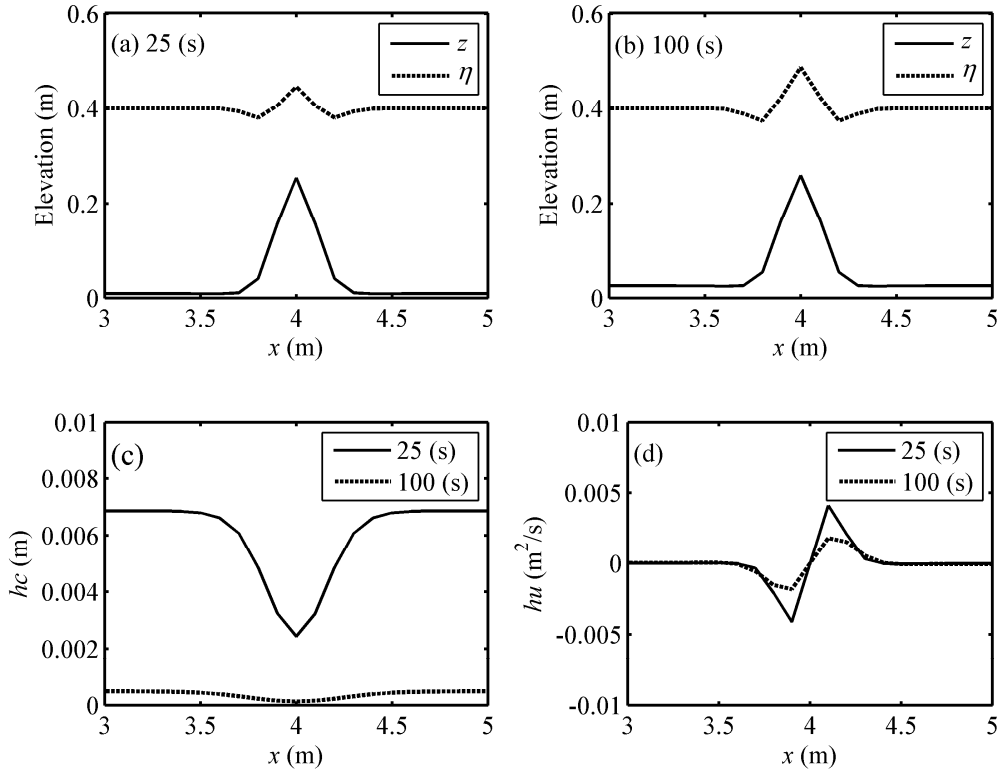 0.6
(a) 25 (s)
z
η
0.4
Elevation (m)
0.2
0
3 3.5 4 4.5 5
x (m)
0.6
(b) 100 (s)
z
η
0.4
Elevation (m)
0.2
0
3 3.5 4 4.5 5
x (m)
0.01
(c)
25 (s)
100 (s)
0.008
0.006
hc (m)
0.004
0.002
0
3 3.5 4 4.5 5
x (m)
0.01
(d)
25 (s)
100 (s)
0.005
hu (m²/s)
0
-0.005
-0.01
3 3.5 4 4.5 5
x (m)